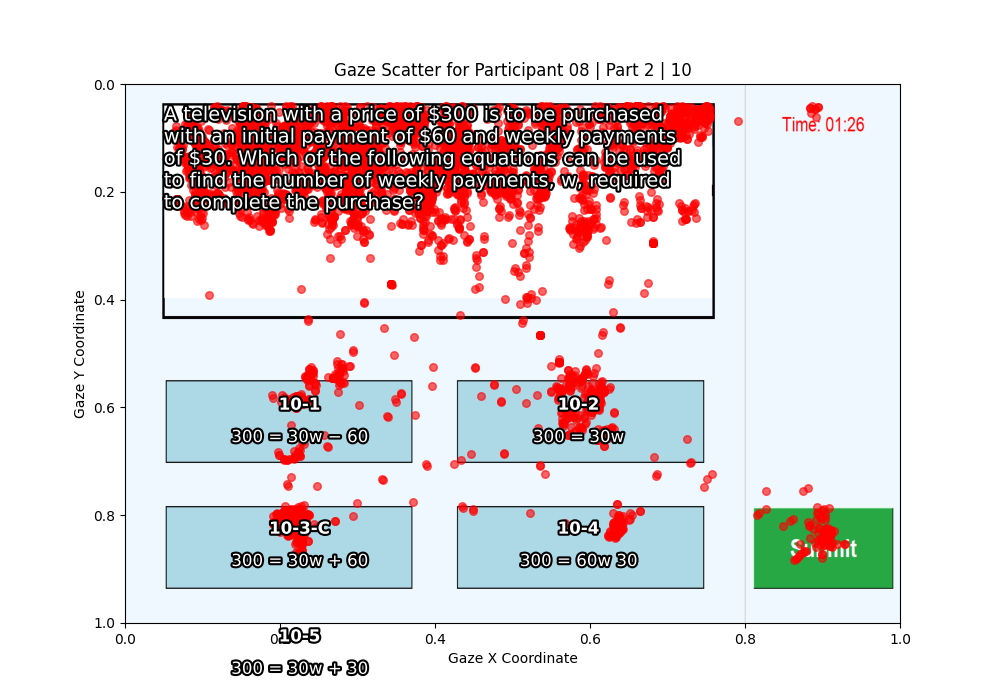 Gaze Scatter for Participant 08 | Part 2 | 10
A television with a price of $300 is to be purchased
with an initial payment of $60 and weekly payments
of $30. Which of the following equations can be used
to find the number of weekly payments, w, required
to complete the purchase?
Time: 01:26
10-1
300 = 30w − 60
10-2
300 = 30w
10-3-C
300 = 30w + 60
10-4
300 = 60w 30
Submit
10-5
300 = 30w + 30
0.0
0.2
0.4
0.6
0.8
1.0
Gaze Y Coordinate
0.0
0.4
0.6
0.8
1.0
Gaze X Coordinate